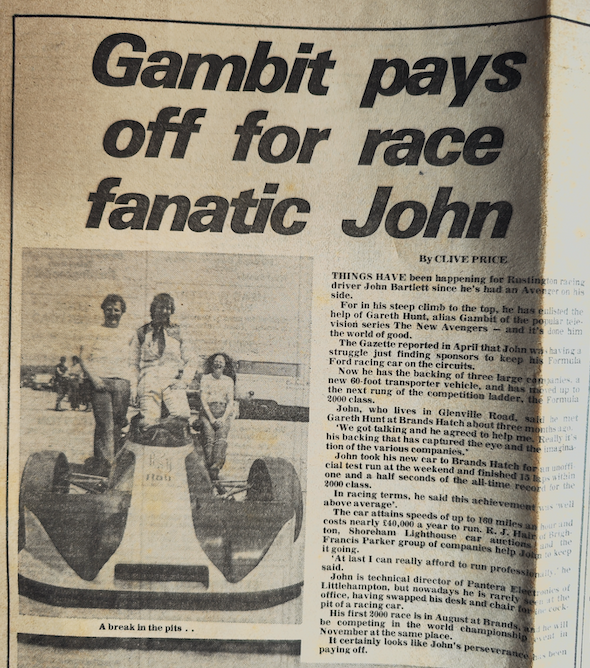 Gambit pays
off for race
fanatic John
By CLIVE PRICE
THINGS HAVE been happening for Rustington racing
driver John Bartlett since he's had an Avenger on his
side.
For in his steep climb to the top, he has enlisted the
help of Gareth Hunt, alias Gambit of the popular tele-
vision series The New Avengers — and it's done him
the world of good.
The Gazette reported in April that John was having a
struggle just finding sponsors to keep his Formula
Ford racing car on the circuits.
Now he has the backing of three large companies, a
new 60-foot transporter vehicle, and has moved up to
the next rung of the competition ladder, the Formula
2000 class.
John, who lives in Glenville Road, said he met
Gareth Hunt at Brands Hatch about three months ago.
'We got talking and he agreed to help me. Really it's
his backing that has captured the eye and the imagina-
tion of the various companies.'
John took his new car to Brands Hatch for an unoffi
cial test run at the weekend and finished 15 laps within
one and a half seconds of the all-time record for the
2000 class.
In racing terms, he said this achievement was well
above average'.
The car attains speeds of up to 160 miles an hour and
costs nearly £40,000 a year to run. R. J. of Brigh-
ton, Shoreham Lighthouse car auctions, and the
Francis Parker group of companies help John to keep
it going.
'At last I can really afford to run professionally,' he
said.
John is technical director of Pantera Electronics of
Littlehampton, but nowadays he is rarely seen at the
office, having swapped his desk and chair for the cock-
pit of a racing car.
His first 2000 race is in August at Brands, and he will
be competing in the world championship round in
November at the same place.
It certainly looks like John's perseverance has been
paying off.
A break in the pits . .